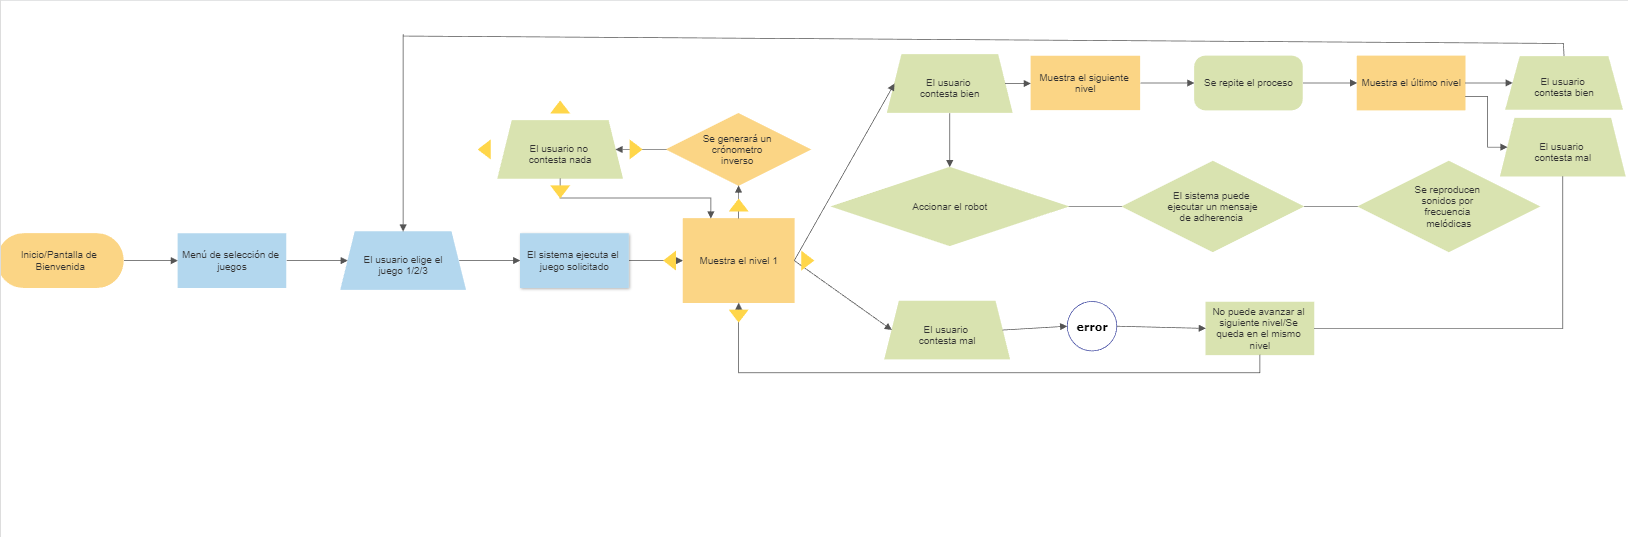 Inicio/Pantalla de
Bienvenida
Menú de selección de
juegos
El usuario elige el
juego 1/2/3
El sistema ejecuta el
juego solicitado
Muestra el nivel 1
Se generará un
crónometro
inverso
El usuario no
contesta nada
El usuario
contesta bien
Muestra el siguiente
nivel
Se repite el proceso
Muestra el último nivel
El usuario
contesta bien
El usuario
contesta mal
Accionar el robot
El sistema puede
ejecutar un mensaje
de adherencia
Se reproducen
sonidos por
frecuencia
melódicas
El usuario
contesta mal
error
No puede avanzar al
siguiente nivel/Se
queda en el mismo
nivel